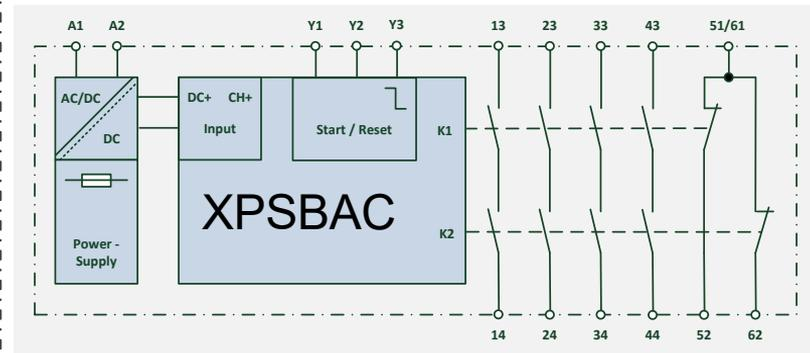 A1 A2 Y1 Y2 Y3 13 23 33 43 51/61
AC/DC DC+ CH+
Input Start / Reset K1
DC
XPSBAC
K2
Power -
Supply
14 24 34 44 52 62